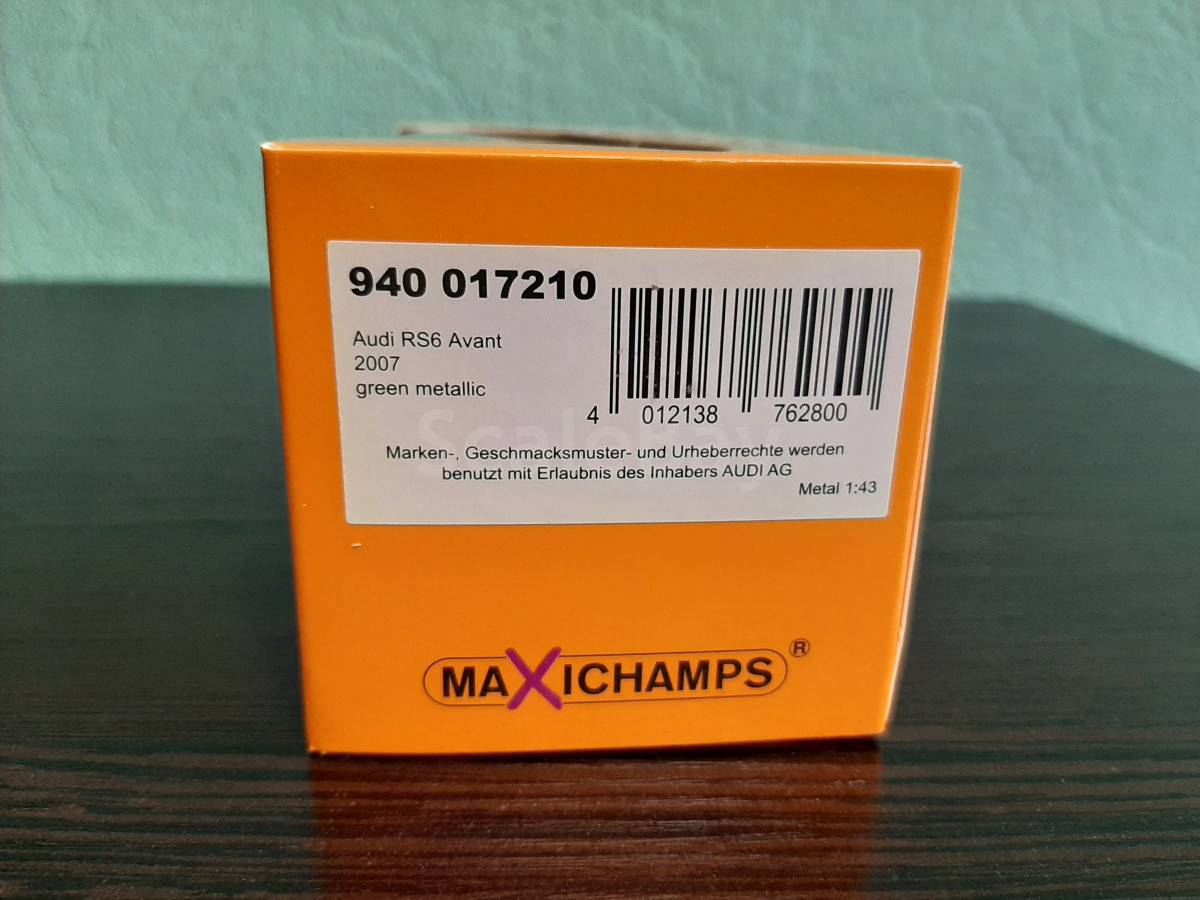 940 017210
Audi RS6 Avant
2007
green metallic
4 012138 762800
ScaleBay
Marken-, Geschmacksmuster- und Urheberrechte werden
benutzt mit Erlaubnis des Inhabers AUDI AG
Metal 1:43
MAXICHAMPS®